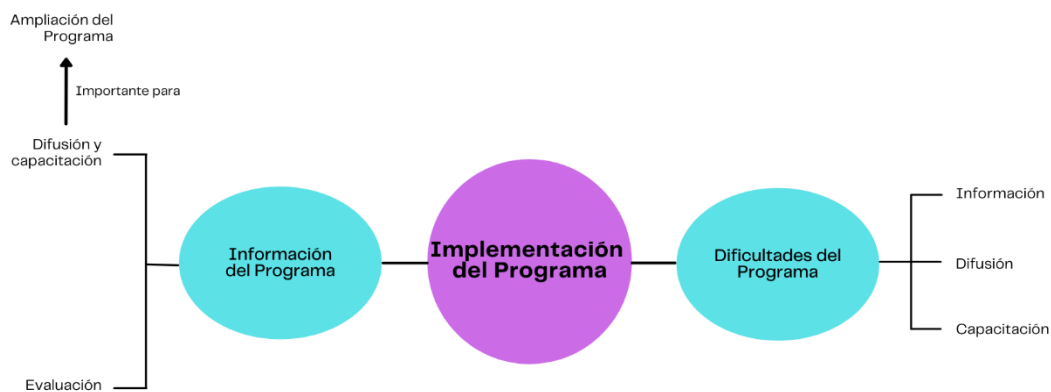 Ampliación del
Programa
Importante para
Difusión y
capacitación
Evaluación
Información
del Programa
Implementación
del Programa
Dificultades del
Programa
Información
Difusión
Capacitación